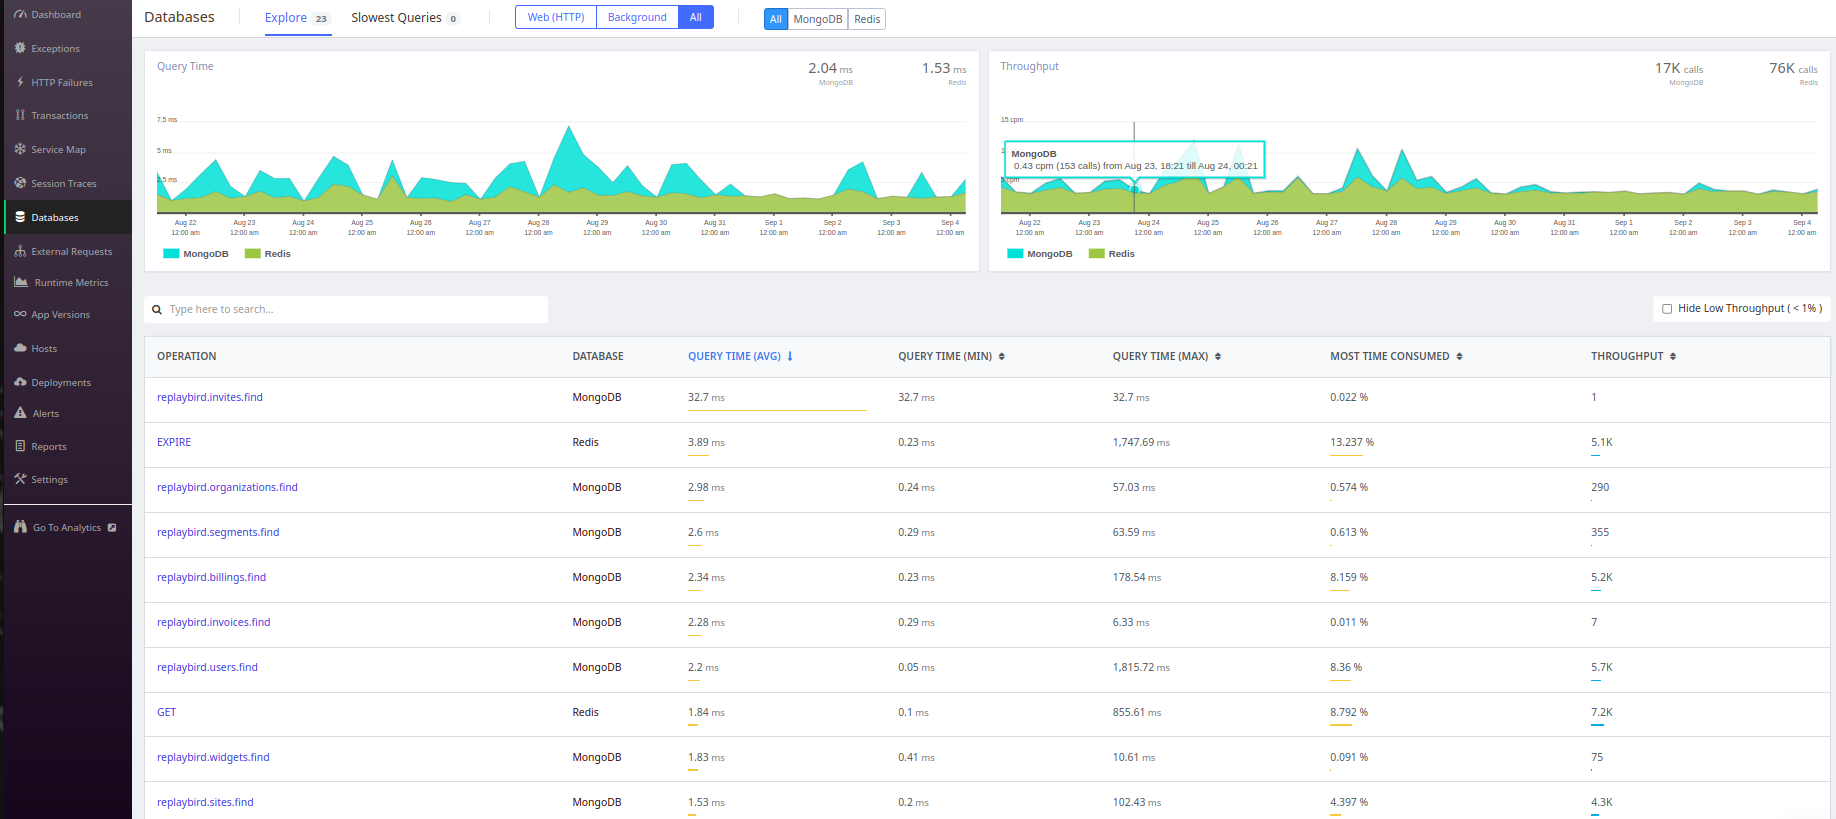 Dashboard
Exceptions
HTTP Failures
Transactions
Service Map
Session Traces
Databases
External Requests
Runtime Metrics
App Versions
Hosts
Deployments
Alerts
Reports
Settings
Go To Analytics
Databases Explore 23 Slowest Queries 0 Web (HTTP) Background All All MongoDB Redis
Query Time 2.04 ms 1.53 ms
MongoDB Redis
7.5 ms
5 ms
2.5 ms
Aug 22 Aug 23 Aug 24 Aug 25 Aug 26 Aug 27 Aug 28 Aug 29 Aug 30 Aug 31 Sep 1 Sep 2 Sep 3 Sep 4
12:00 am 12:00 am 12:00 am 12:00 am 12:00 am 12:00 am 12:00 am 12:00 am 12:00 am 12:00 am 12:00 am 12:00 am 12:00 am 12:00 am
MongoDB Redis
Throughput 17K calls 76K calls
MongoDB Redis
15 cpm
MongoDB
0.43 cpm (153 calls) from Aug 23, 18:21 till Aug 24, 00:21
cpm
Aug 22 Aug 23 Aug 24 Aug 25 Aug 26 Aug 27 Aug 28 Aug 29 Aug 30 Aug 31 Sep 1 Sep 2 Sep 3 Sep 4
12:00 am 12:00 am 12:00 am 12:00 am 12:00 am 12:00 am 12:00 am 12:00 am 12:00 am 12:00 am 12:00 am 12:00 am 12:00 am 12:00 am
MongoDB Redis
Type here to search...
Hide Low Throughput ( < 1% )
OPERATION DATABASE QUERY TIME (AVG) QUERY TIME (MIN) QUERY TIME (MAX) MOST TIME CONSUMED THROUGHPUT
replaybird.invites.find MongoDB 32.7 ms 32.7 ms 32.7 ms 0.022 % 1
EXPIRE Redis 3.89 ms 0.23 ms 1,747.69 ms 13.237 % 5.1K
replaybird.organizations.find MongoDB 2.98 ms 0.24 ms 57.03 ms 0.574 % 290
replaybird.segments.find MongoDB 2.6 ms 0.29 ms 63.59 ms 0.613 % 355
replaybird.billings.find MongoDB 2.34 ms 0.23 ms 178.54 ms 8.159 % 5.2K
replaybird.invoices.find MongoDB 2.28 ms 0.29 ms 6.33 ms 0.011 % 7
replaybird.users.find MongoDB 2.2 ms 0.05 ms 1,815.72 ms 8.36 % 5.7K
GET Redis 1.84 ms 0.1 ms 855.61 ms 8.792 % 7.2K
replaybird.widgets.find MongoDB 1.83 ms 0.41 ms 10.61 ms 0.091 % 75
replaybird.sites.find MongoDB 1.53 ms 0.2 ms 102.43 ms 4.397 % 4.3K